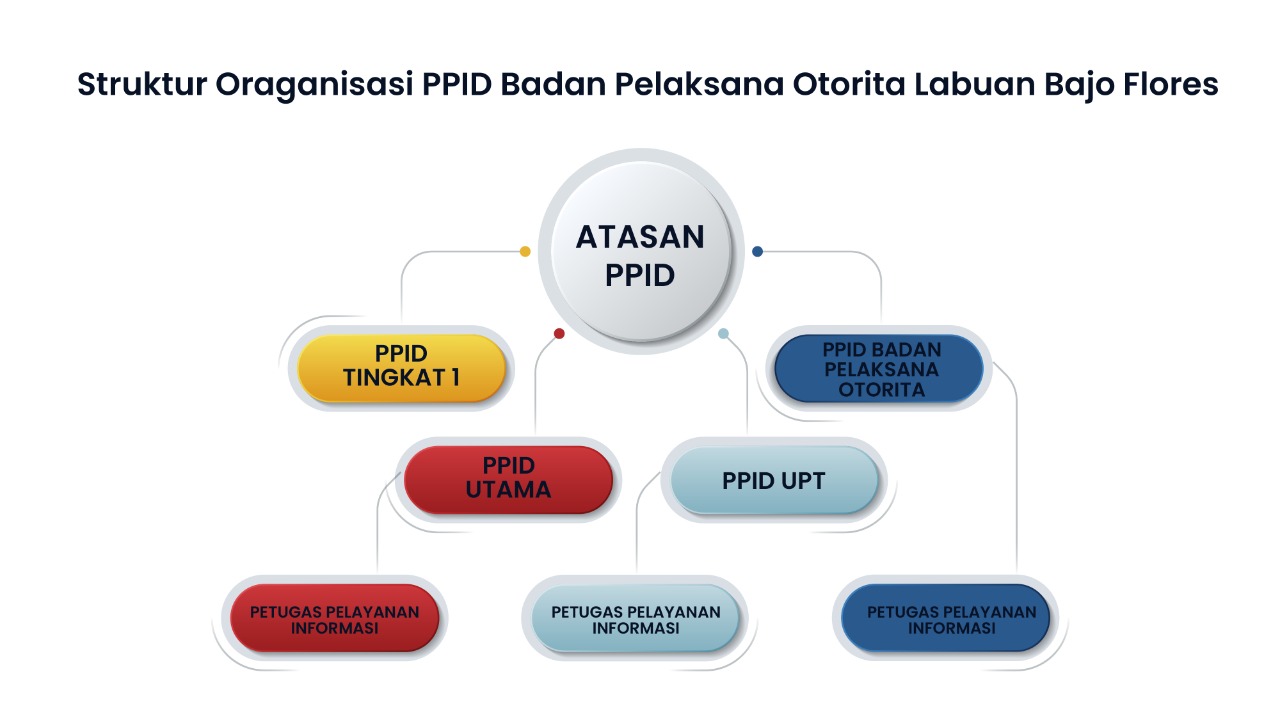 Struktur Oraganisasi PPID Badan Pelaksana Otorita Labuan Bajo Flores
ATASAN
PPID
PPID
TINGKAT 1
PPID BADAN
PELAKSANA
OTORITA
PPID
UTAMA
PPID UPT
PETUGAS PELAYANAN
INFORMASI
PETUGAS PELAYANAN
INFORMASI
PETUGAS PELAYANAN
INFORMASI